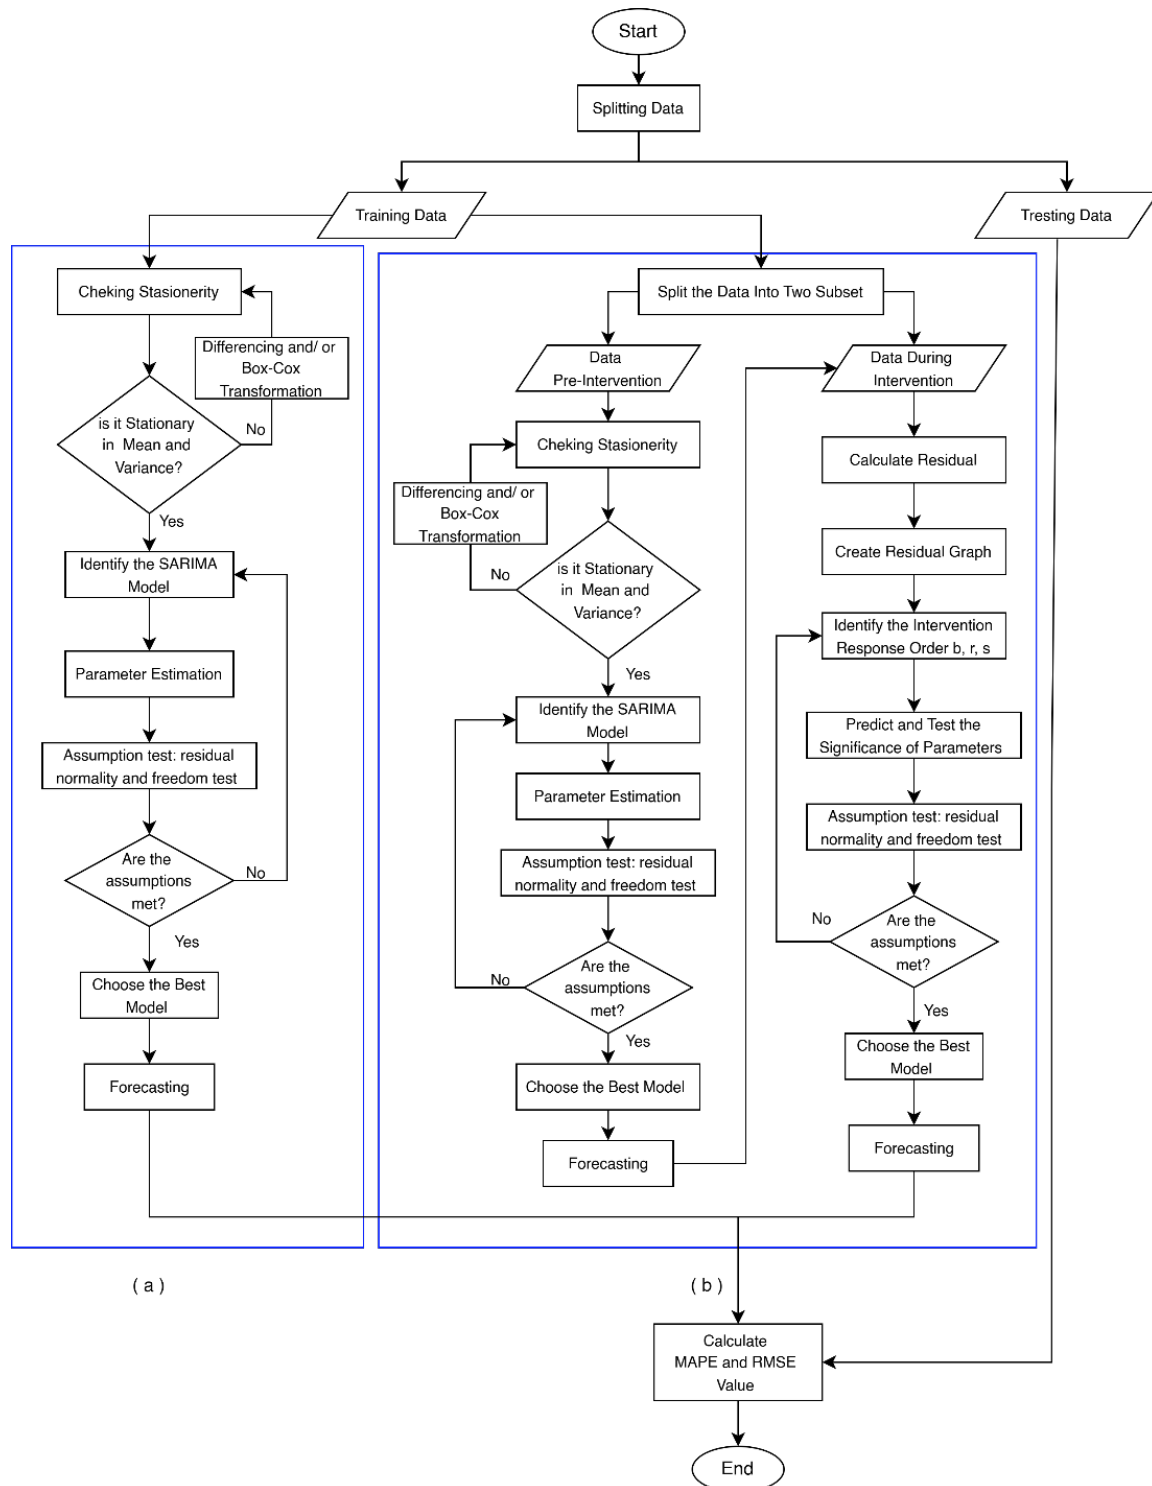 Start
Splitting Data
Training Data
Tresting Data
Cheking Stasionerity
Differencing and/ or
Box-Cox
Transformation
is it Stationary
in Mean and
Variance?
No
Yes
Identify the SARIMA
Model
Parameter Estimation
Assumption test: residual
normality and freedom test
Are the
assumptions
met?
No
Yes
Choose the Best
Model
Forecasting
( a )
Split the Data Into Two Subset
Data
Pre-Intervention
Cheking Stasionerity
Differencing and/ or
Box-Cox
Transformation
is it Stationary
in Mean and
Variance?
No
Yes
Identify the SARIMA
Model
Parameter Estimation
Assumption test: residual
normality and freedom test
Are the
assumptions
met?
No
Yes
Choose the Best Model
Forecasting
Data During
Intervention
Calculate Residual
Create Residual Graph
Identify the Intervention
Response Order b, r, s
Predict and Test the
Significance of Parameters
Assumption test: residual
normality and freedom test
No
Are the
assumptions
met?
Yes
Choose the Best
Model
Forecasting
( b )
Calculate
MAPE and RMSE
Value
End